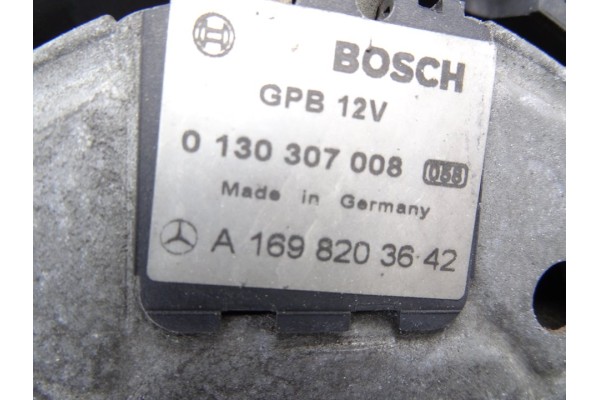 BOSCH
GPB 12V
0 130 307 008 058
Made in Germany
A 169 820 36 42